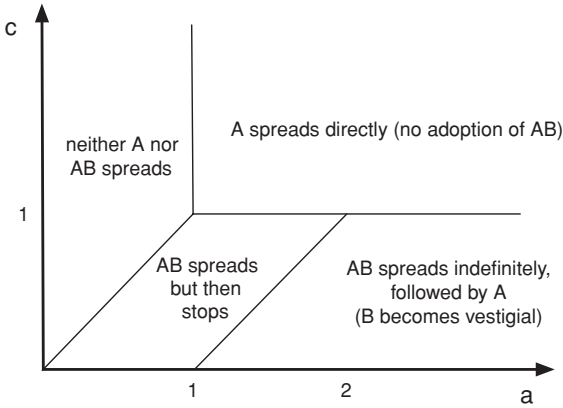 c
A spreads directly (no adoption of AB)
neither A nor
AB spreads
1
AB spreads
but then
stops
AB spreads indefinitely,
followed by A
(B becomes vestigial)
1
2
a